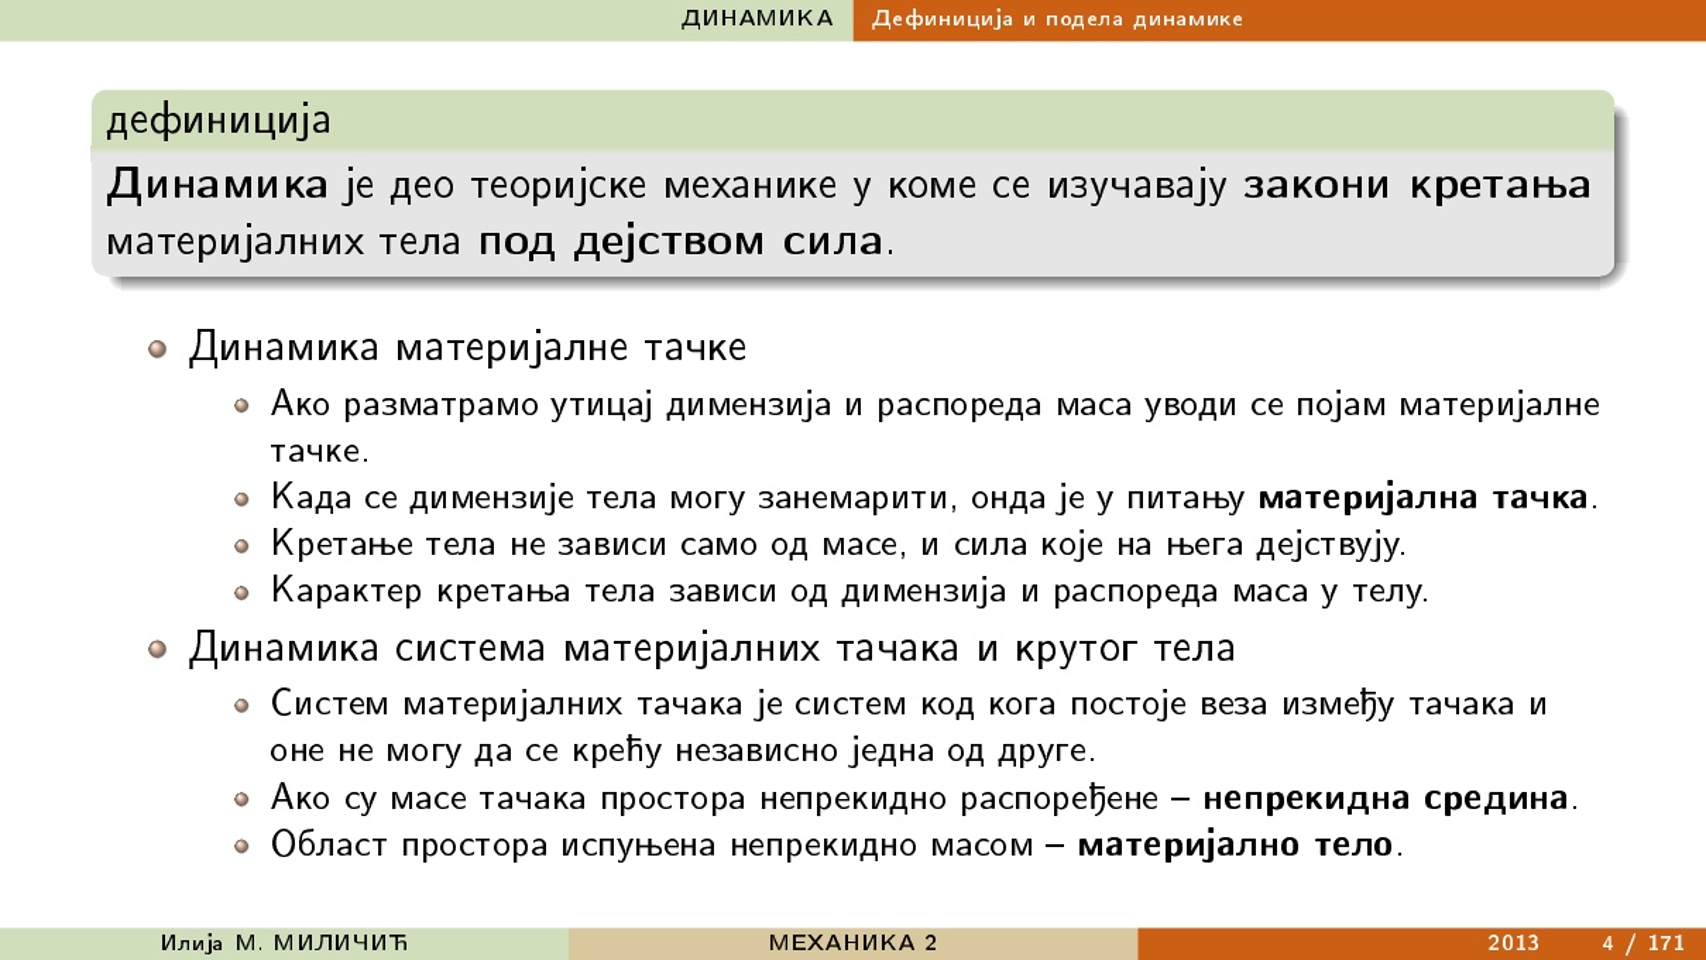 ДИНАМИКА Дефиниција и подела динамике
дефиниција
Динамика је део теоријске механике у коме се изучавају закони кретања
материјалних тела под дејством сила.
Динамика материјалне тачке
Ако разматрамо утицај димензија и распореда маса уводи се појам материјалне
тачке.
Када се димензије тела могу занемарити, онда је у питању материјална тачка.
Кретање тела не зависи само од масе, и сила које на њега дејствују.
Карактер кретања тела зависи од димензија и распореда маса у телу.
Динамика система материјалних тачака и крутог тела
Систем материјалних тачака је систем код кога постоје веза између тачака и
оне не могу да се крећу независно једна од друге.
Ако су масе тачака простора непрекидно распоређене – непрекидна средина.
Област простора испуњена непрекидно масом – материјално тело.
Илија М. МИЛИЧИЋ МЕХАНИКА 2 2013 4 / 171